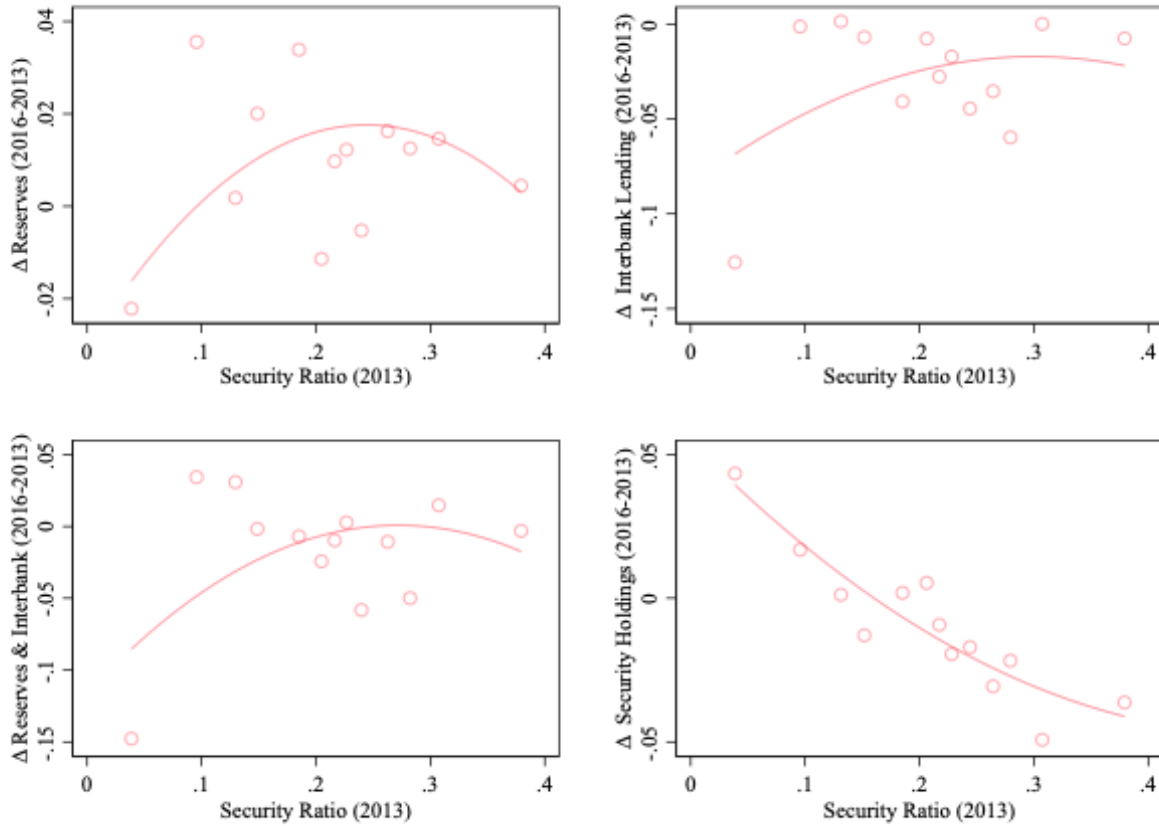 Δ Reserves (2016-2013)
.04
.02
0
-.02
0 .1 .2 .3 .4
Security Ratio (2013)
Δ Interbank Lending (2016-2013)
0
-.05
-.1
-.15
0 .1 .2 .3 .4
Security Ratio (2013)
Δ Reserves & Interbank (2016-2013)
.05
0
-.05
-.1
-.15
0 .1 .2 .3 .4
Security Ratio (2013)
Δ Security Holdings (2016-2013)
.05
0
-.05
0 .1 .2 .3 .4
Security Ratio (2013)